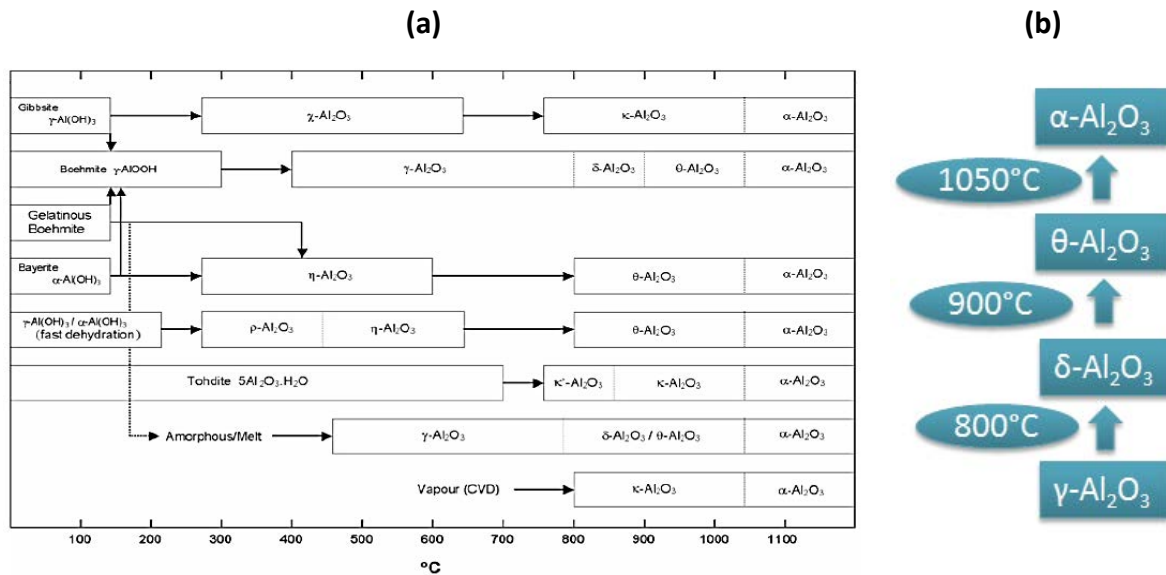 (a)
(b)
Gibbsite
γ-Al(OH)₃
χ-Al₂O₃
κ-Al₂O₃
α-Al₂O₃
Boehmite γ-AlOOH
γ-Al₂O₃
δ-Al₂O₃
θ-Al₂O₃
α-Al₂O₃
Gelatinous
Boehmite
Bayerite
α-Al(OH)₃
η-Al₂O₃
θ-Al₂O₃
α-Al₂O₃
γ-Al(OH)₃ / α-Al(OH)₃
(fast dehydration)
ρ-Al₂O₃
η-Al₂O₃
θ-Al₂O₃
α-Al₂O₃
Tohdite 5Al₂O₃.H₂O
κ'-Al₂O₃
κ-Al₂O₃
α-Al₂O₃
Amorphous/Melt
γ-Al₂O₃
δ-Al₂O₃ / θ-Al₂O₃
α-Al₂O₃
Vapour (CVD)
κ-Al₂O₃
α-Al₂O₃
100 200 300 400 500 600 700 800 900 1000 1100
ºC
α-Al₂O₃
1050°C
θ-Al₂O₃
900°C
δ-Al₂O₃
800°C
γ-Al₂O₃